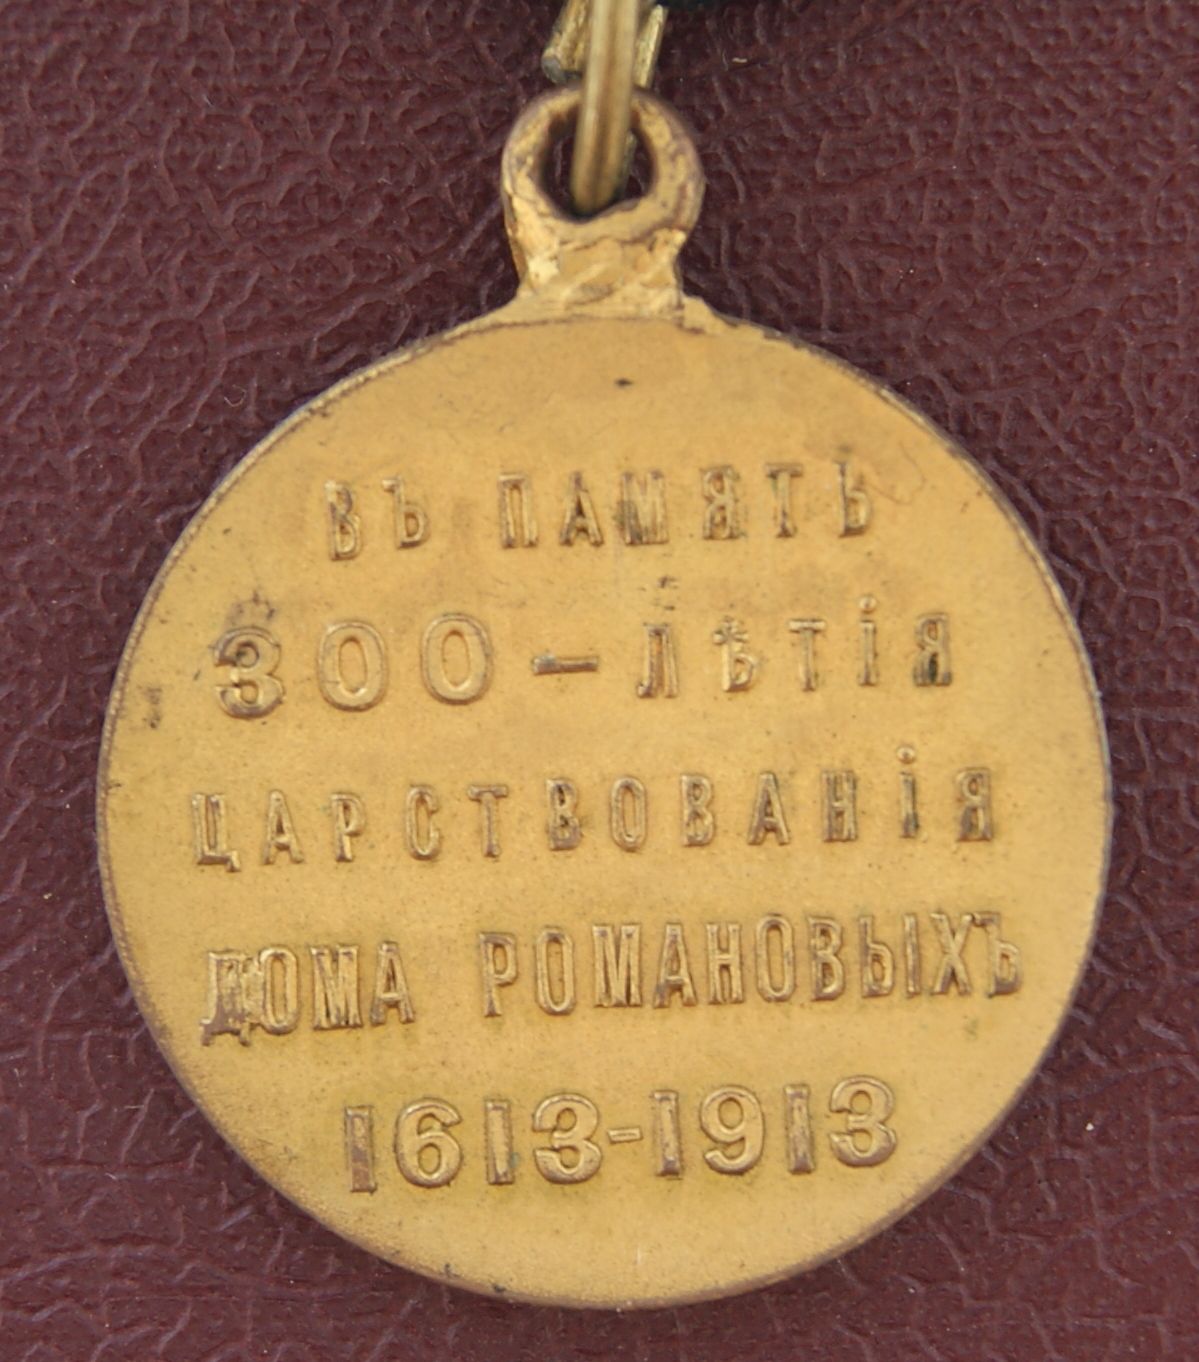 ВЪ ПАМЯТЬ
300-ЛѢТІЯ
ЦАРСТВОВАНІЯ
ДОМА РОМАНОВЫХЪ
1613-1913